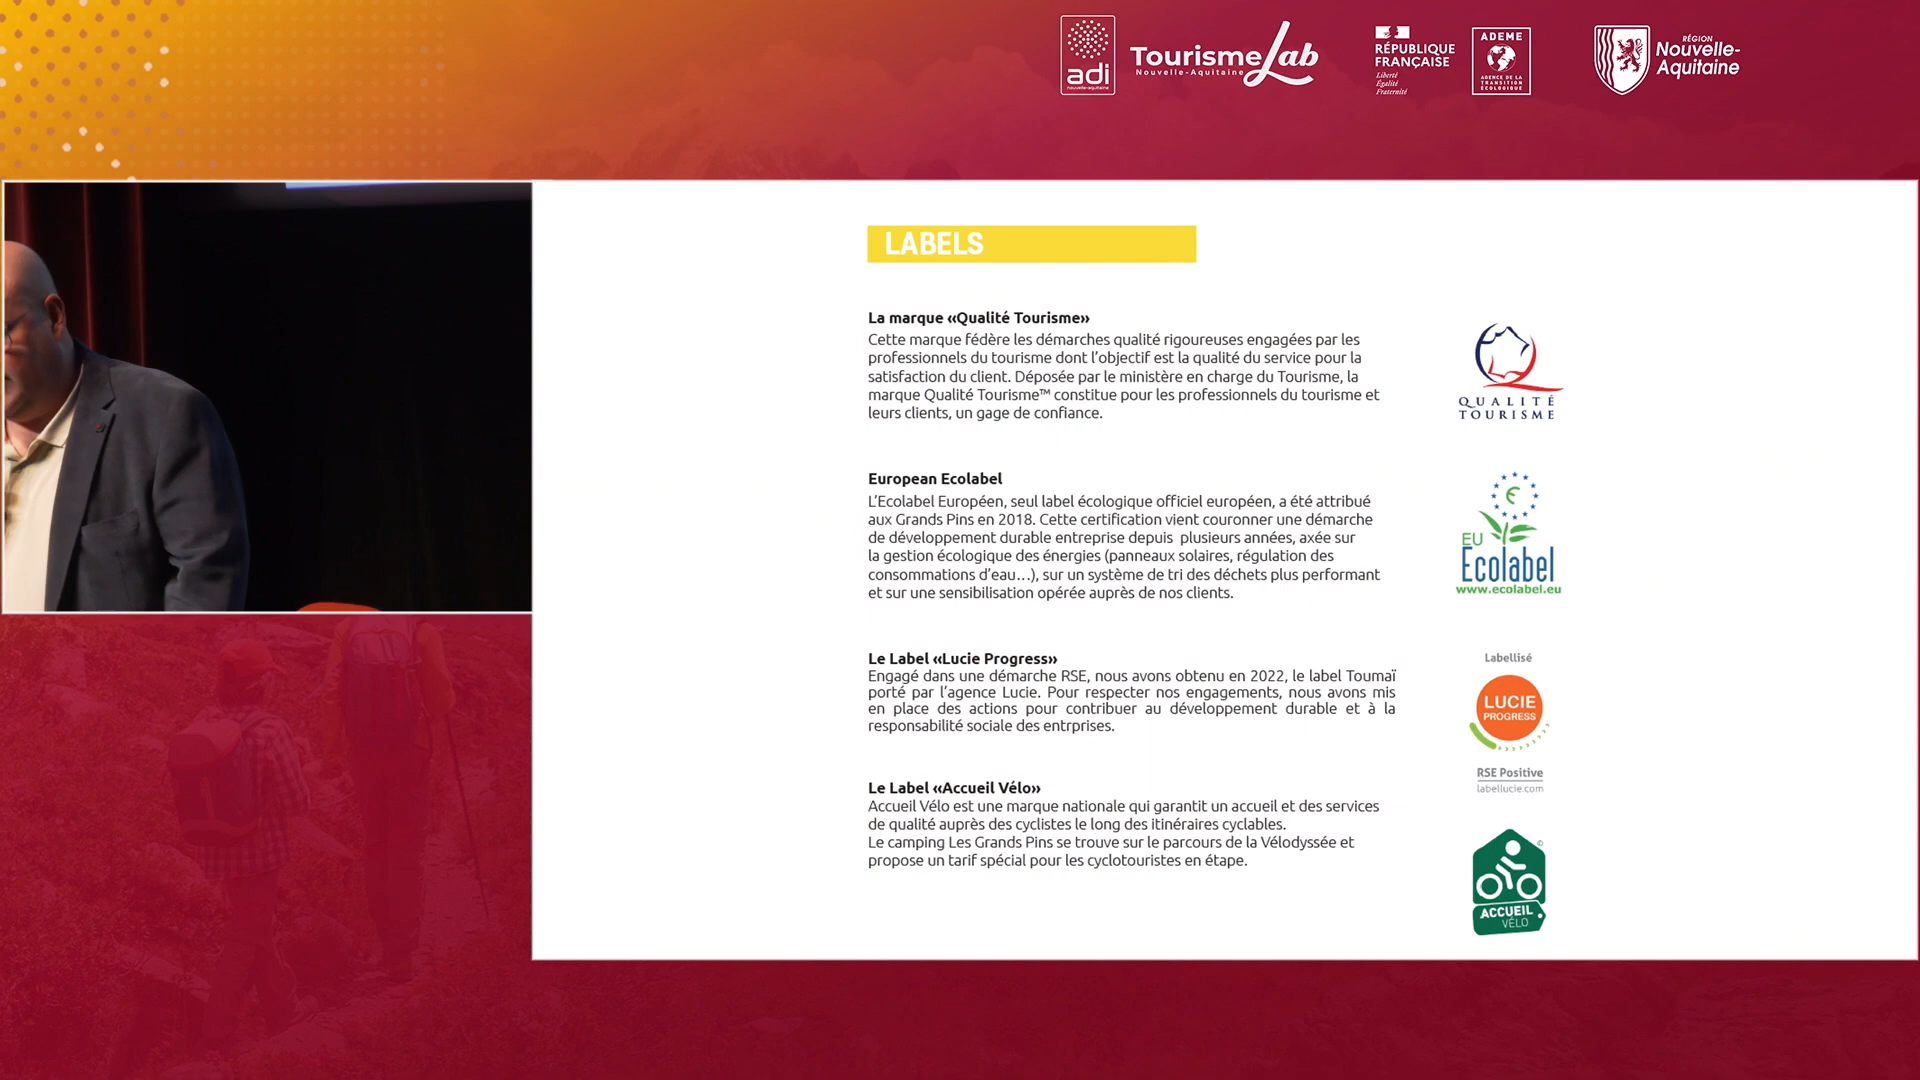 adi
nouvelle-aquitaine
TourismeLab
Nouvelle-Aquitaine
RÉPUBLIQUE
FRANÇAISE
Liberté
Égalité
Fraternité
ADEME
AGENCE DE LA
TRANSITION
ÉCOLOGIQUE
RÉGION
Nouvelle-
Aquitaine
LABELS
La marque «Qualité Tourisme»
Cette marque fédère les démarches qualité rigoureuses engagées par les
professionnels du tourisme dont l'objectif est la qualité du service pour la
satisfaction du client. Déposée par le ministère en charge du Tourisme, la
marque Qualité Tourisme™ constitue pour les professionnels du tourisme et
leurs clients, un gage de confiance.
QUALITÉ
TOURISME
European Ecolabel
L'Ecolabel Européen, seul label écologique officiel européen, a été attribué
aux Grands Pins en 2018. Cette certification vient couronner une démarche
de développement durable entreprise depuis plusieurs années, axée sur
la gestion écologique des énergies (panneaux solaires, régulation des
consommations d'eau…), sur un système de tri des déchets plus performant
et sur une sensibilisation opérée auprès de nos clients.
EU
Ecolabel
www.ecolabel.eu
Le Label «Lucie Progress»
Engagé dans une démarche RSE, nous avons obtenu en 2022, le label Toumaï
porté par l'agence Lucie. Pour respecter nos engagements, nous avons mis
en place des actions pour contribuer au développement durable et à la
responsabilité sociale des entrprises.
Labellisé
LUCIE
PROGRESS
RSE Positive
labellucie.com
Le Label «Accueil Vélo»
Accueil Vélo est une marque nationale qui garantit un accueil et des services
de qualité auprès des cyclistes le long des itinéraires cyclables.
Le camping Les Grands Pins se trouve sur le parcours de la Vélodyssée et
propose un tarif spécial pour les cyclotouristes en étape.
©
ACCUEIL
VÉLO